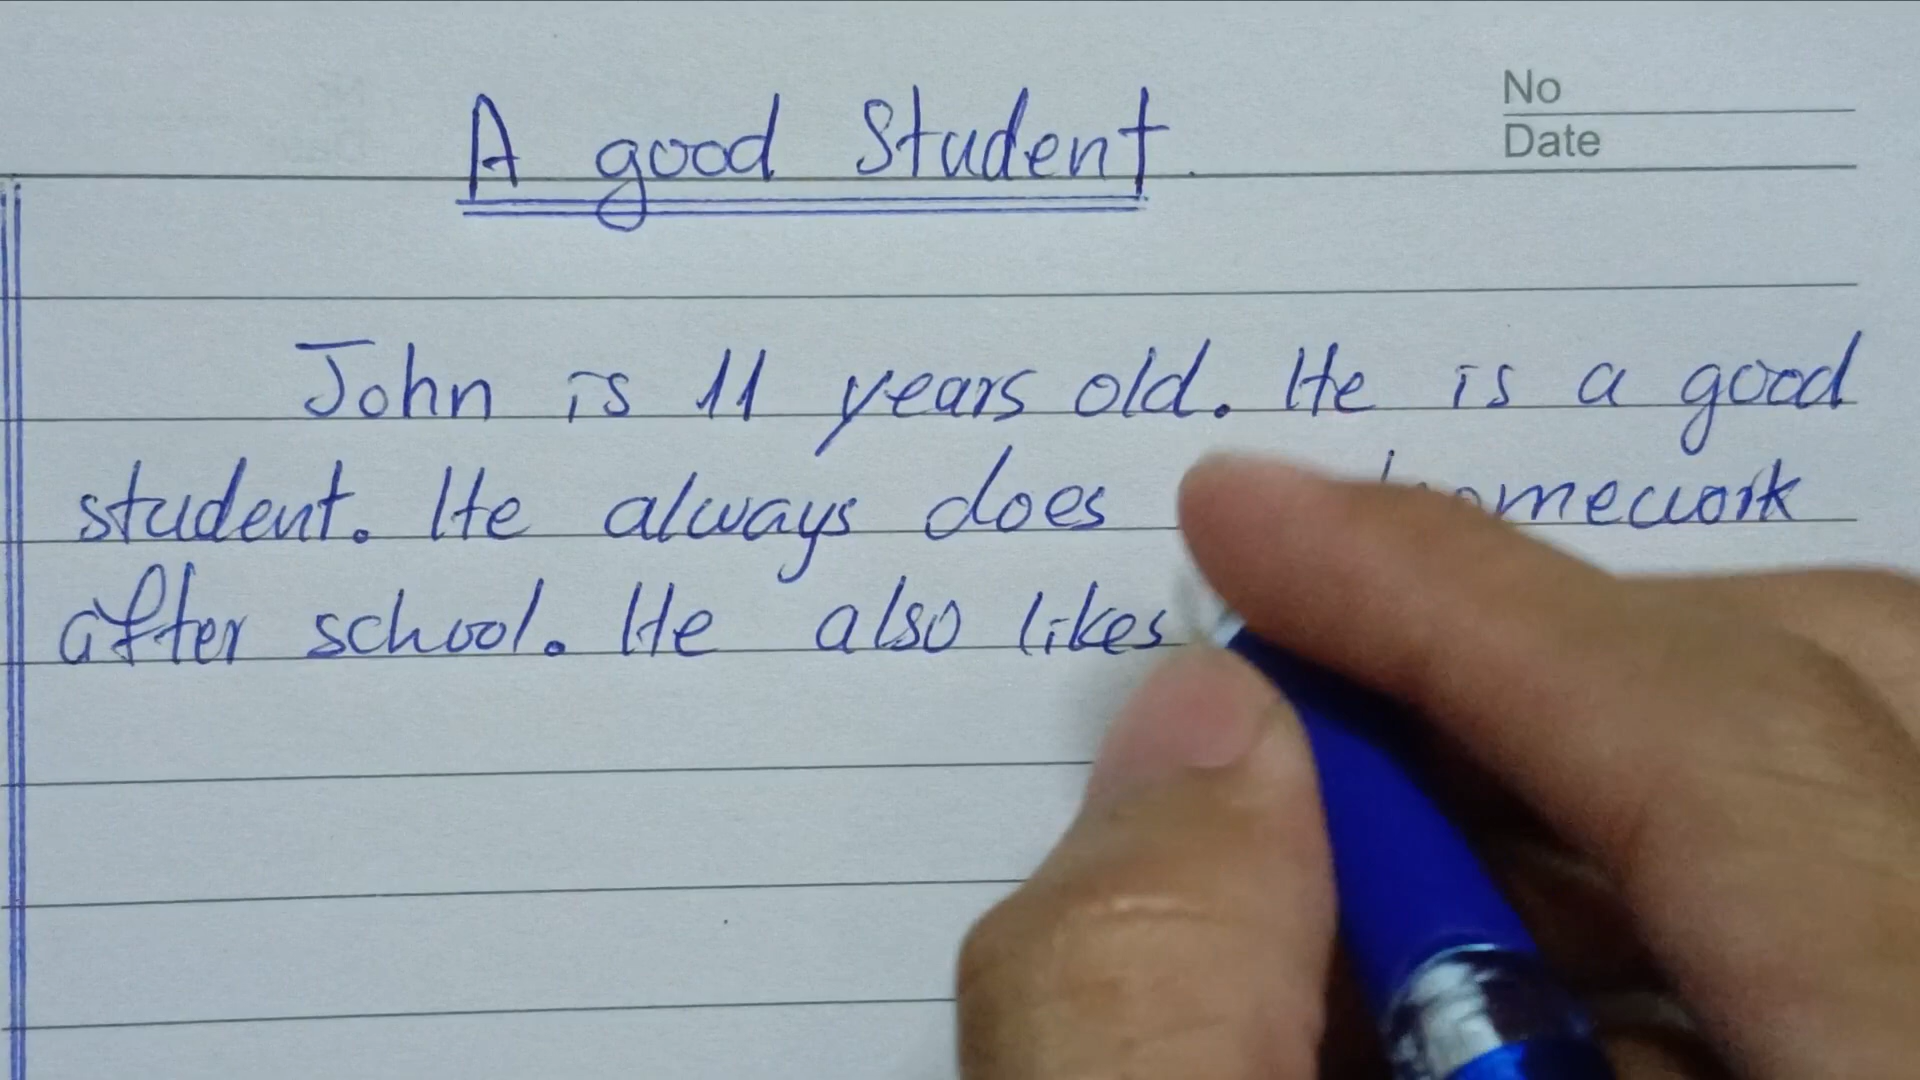 No
A good Student
Date
John is 11 years old. He is a good
student. He always does homework
after school. He also likes